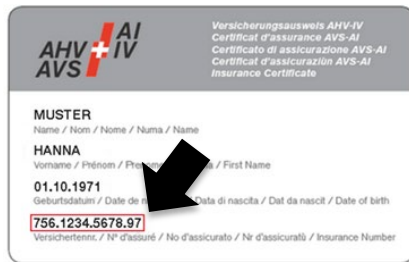 AHV AI
AVS IV
Versicherungsausweis AHV-IV
Certificat d'assurance AVS-AI
Certificato di assicurazione AVS-AI
Certificat d'assicuraziun AVS-AI
Insurance Certificate
MUSTER
Name / Nom / Nome / Numa / Name
HANNA
Vorname / Prénom / / First Name
01.10.1971
Geburtsdatum / Date de Data di nascita / Dat da nascit / Date of birth
756.1234.5678.97
Versichertennr. / N° d'assuré / No d'assicurato / Nr d'assicuratü / Insurance Number